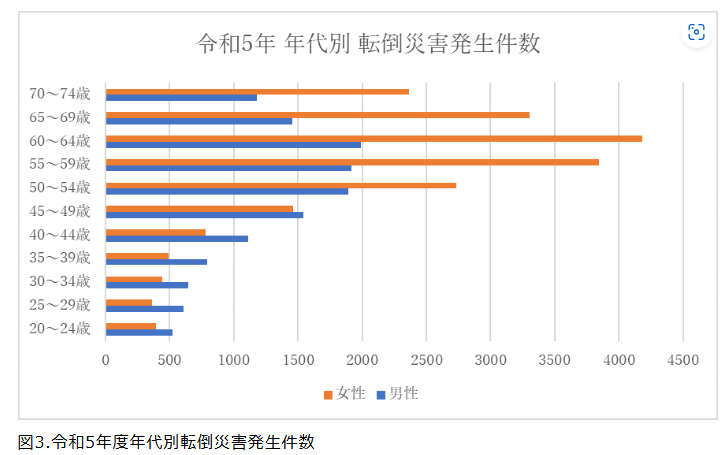 令和5年 年代別 転倒災害発生件数
70～74歳
65～69歳
60～64歳
55～59歳
50～54歳
45～49歳
40～44歳
35～39歳
30～34歳
25～29歳
20～24歳
0 500 1000 1500 2000 2500 3000 3500 4000 4500
女性 男性
図3.令和5年度年代別転倒災害発生件数